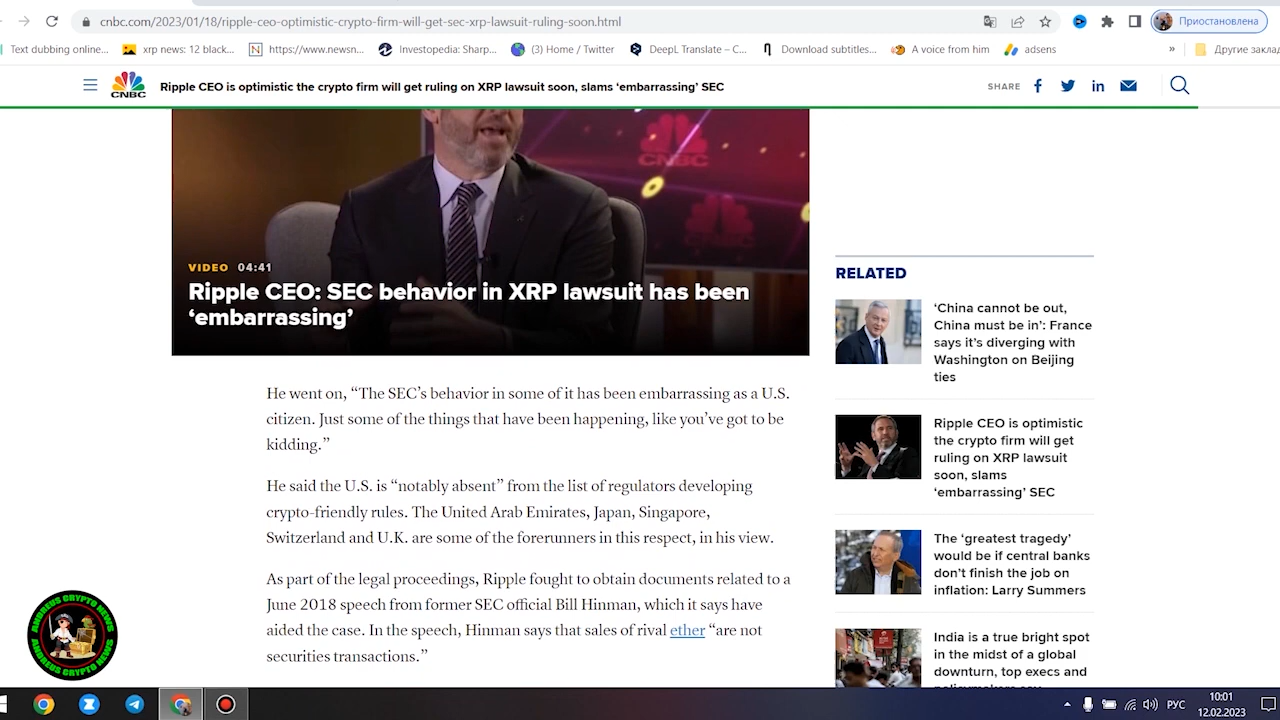 cnbc.com/2023/01/18/ripple-ceo-optimistic-crypto-firm-will-get-sec-xrp-lawsuit-ruling-soon.html
Приостановлена
Text dubbing online...
xrp news: 12 black...
https://www.newsn...
Investopedia: Sharp...
(3) Home / Twitter
DeepL Translate – C...
Download subtitles...
A voice from him
adsens
»
Другие закла
CNBC
Ripple CEO is optimistic the crypto firm will get ruling on XRP lawsuit soon, slams ‘embarrassing’ SEC
SHARE
CNBC
VIDEO 04:41
Ripple CEO: SEC behavior in XRP lawsuit has been
‘embarrassing’
He went on, “The SEC’s behavior in some of it has been embarrassing as a U.S.
citizen. Just some of the things that have been happening, like you’ve got to be
kidding.”
He said the U.S. is “notably absent” from the list of regulators developing
crypto-friendly rules. The United Arab Emirates, Japan, Singapore,
Switzerland and U.K. are some of the forerunners in this respect, in his view.
As part of the legal proceedings, Ripple fought to obtain documents related to a
June 2018 speech from former SEC official Bill Hinman, which it says have
aided the case. In the speech, Hinman says that sales of rival ether “are not
securities transactions.”
RELATED
‘China cannot be out,
China must be in’: France
says it’s diverging with
Washington on Beijing
ties
Ripple CEO is optimistic
the crypto firm will get
ruling on XRP lawsuit
soon, slams
‘embarrassing’ SEC
The ‘greatest tragedy’
would be if central banks
don’t finish the job on
inflation: Larry Summers
India is a true bright spot
in the midst of a global
downturn, top execs and
policymakers say
ANDREUS CRYPTO NEWS
ANDREUS CRYPTO NEWS
РУС
10:01
12.02.2023